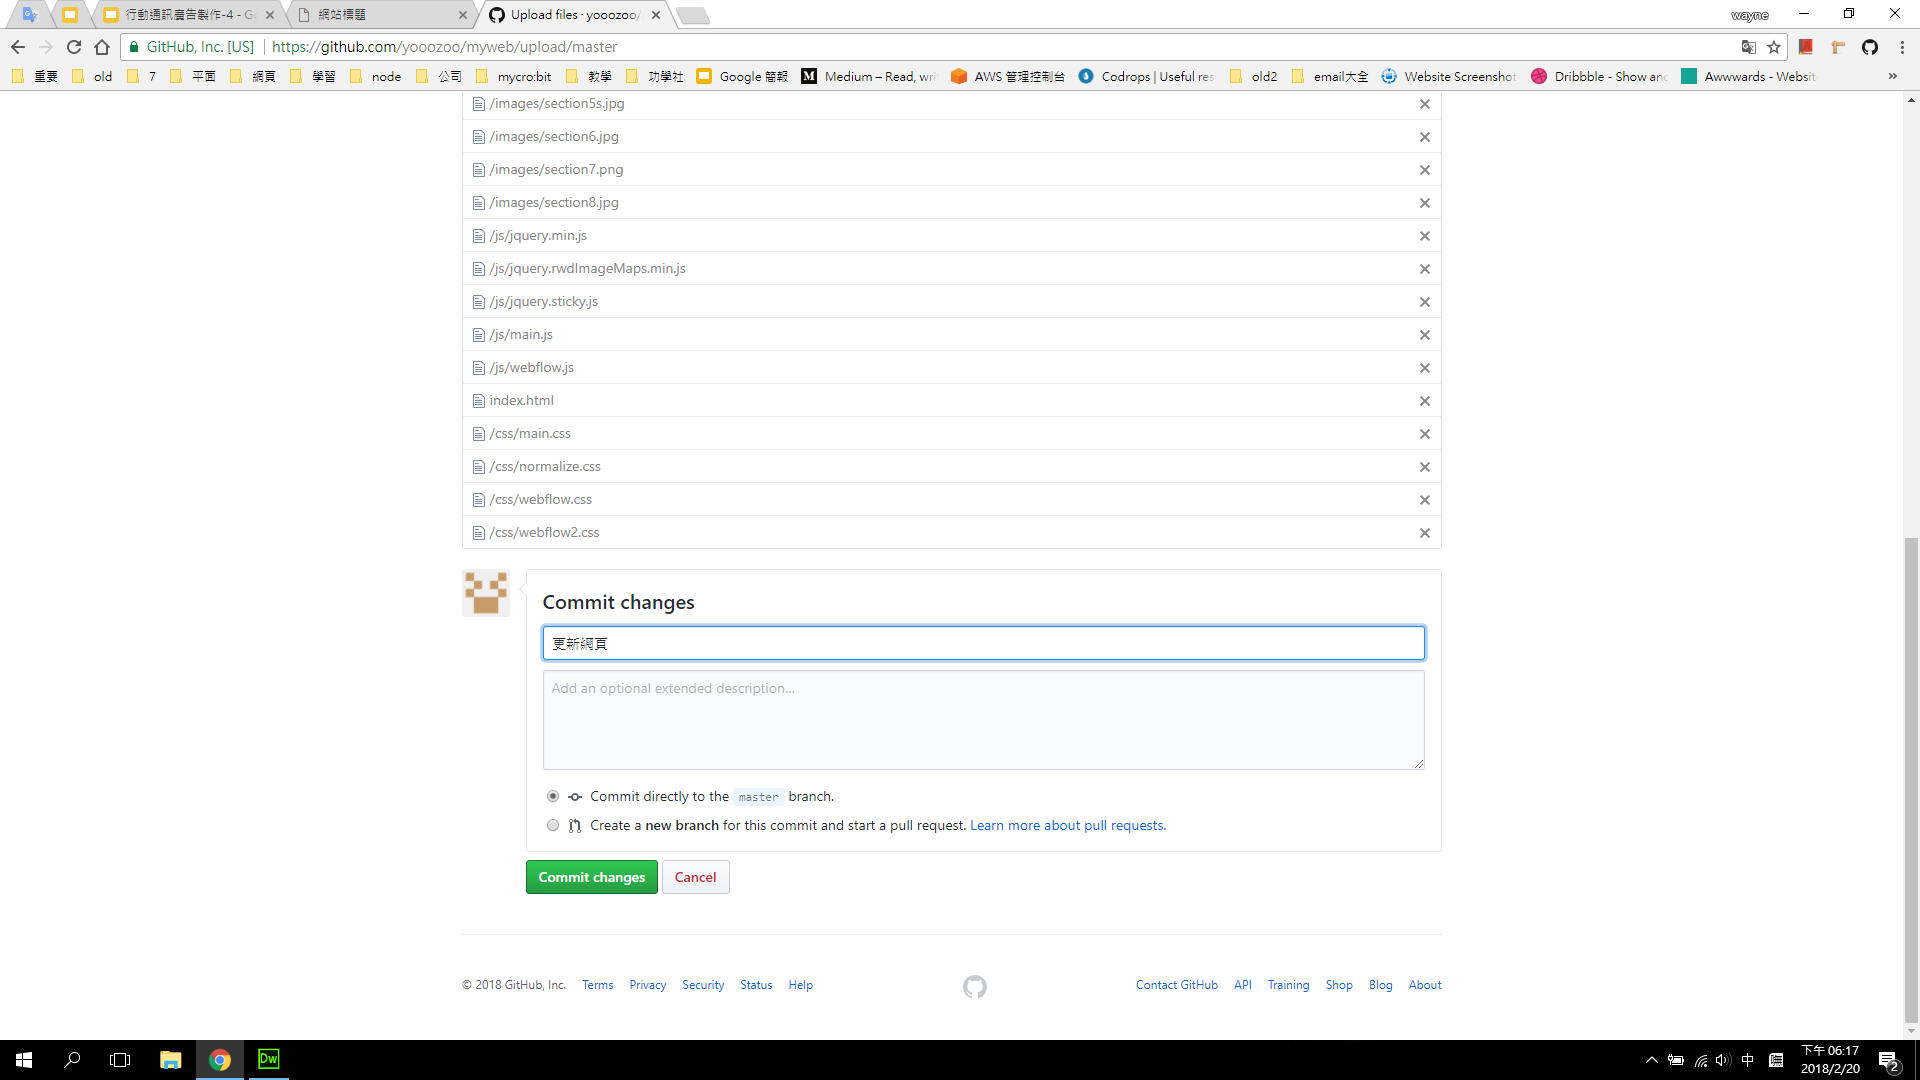 行動通訊廣告製作-4 - G
網站標題
Upload files · yooozoo/
wayne
GitHub, Inc. [US]
https://github.com/yooozoo/myweb/upload/master
重要
old
7
平面
網頁
學習
node
公司
mycro:bit
教學
功學社
Google 簡報
Medium – Read, wri
AWS 管理控制台
Codrops | Useful res
old2
email大全
Website Screenshot
Dribbble - Show and
Awwwards - Websit
»
/images/section5s.jpg
/images/section6.jpg
/images/section7.png
/images/section8.jpg
/js/jquery.min.js
/js/jquery.rwdImageMaps.min.js
/js/jquery.sticky.js
/js/main.js
/js/webflow.js
index.html
/css/main.css
/css/normalize.css
/css/webflow.css
/css/webflow2.css
Commit changes
更新網頁
Add an optional extended description...
Commit directly to the master branch.
Create a new branch for this commit and start a pull request. Learn more about pull requests.
Commit changes
Cancel
© 2018 GitHub, Inc.
Terms
Privacy
Security
Status
Help
Contact GitHub
API
Training
Shop
Blog
About
Dw
中
下午 06:17
2018/2/20
2